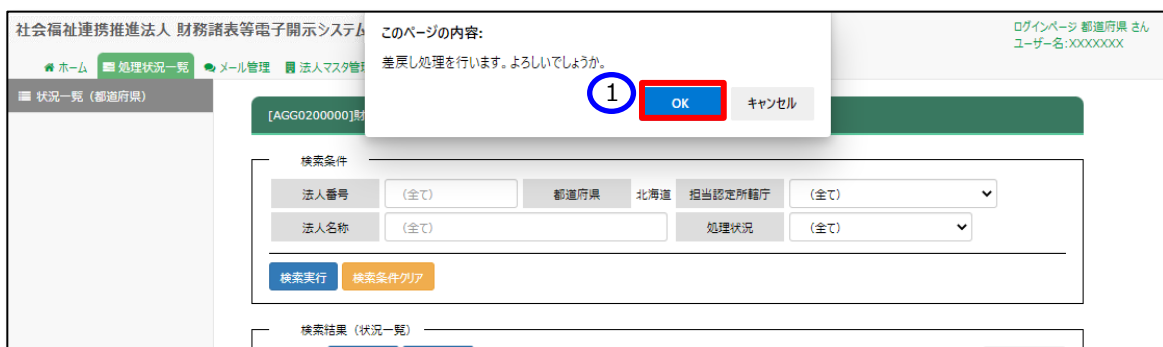 社会福祉連携推進法人 財務諸表等電子開示システム
このページの内容:
差戻し処理を行います。よろしいでしょうか。
1
OK キャンセル
ログインページ 都道府県 さん
ユーザー名:XXXXXXX
ホーム 処理状況一覧 メール管理 法人マスタ管理
状況一覧（都道府県）
[AGG0200000]財
検索条件
法人番号 (全て) 都道府県 北海道 担当認定所轄庁 (全て)
法人名称 (全て) 処理状況 (全て)
検索実行 検索条件クリア
検索結果（状況一覧）